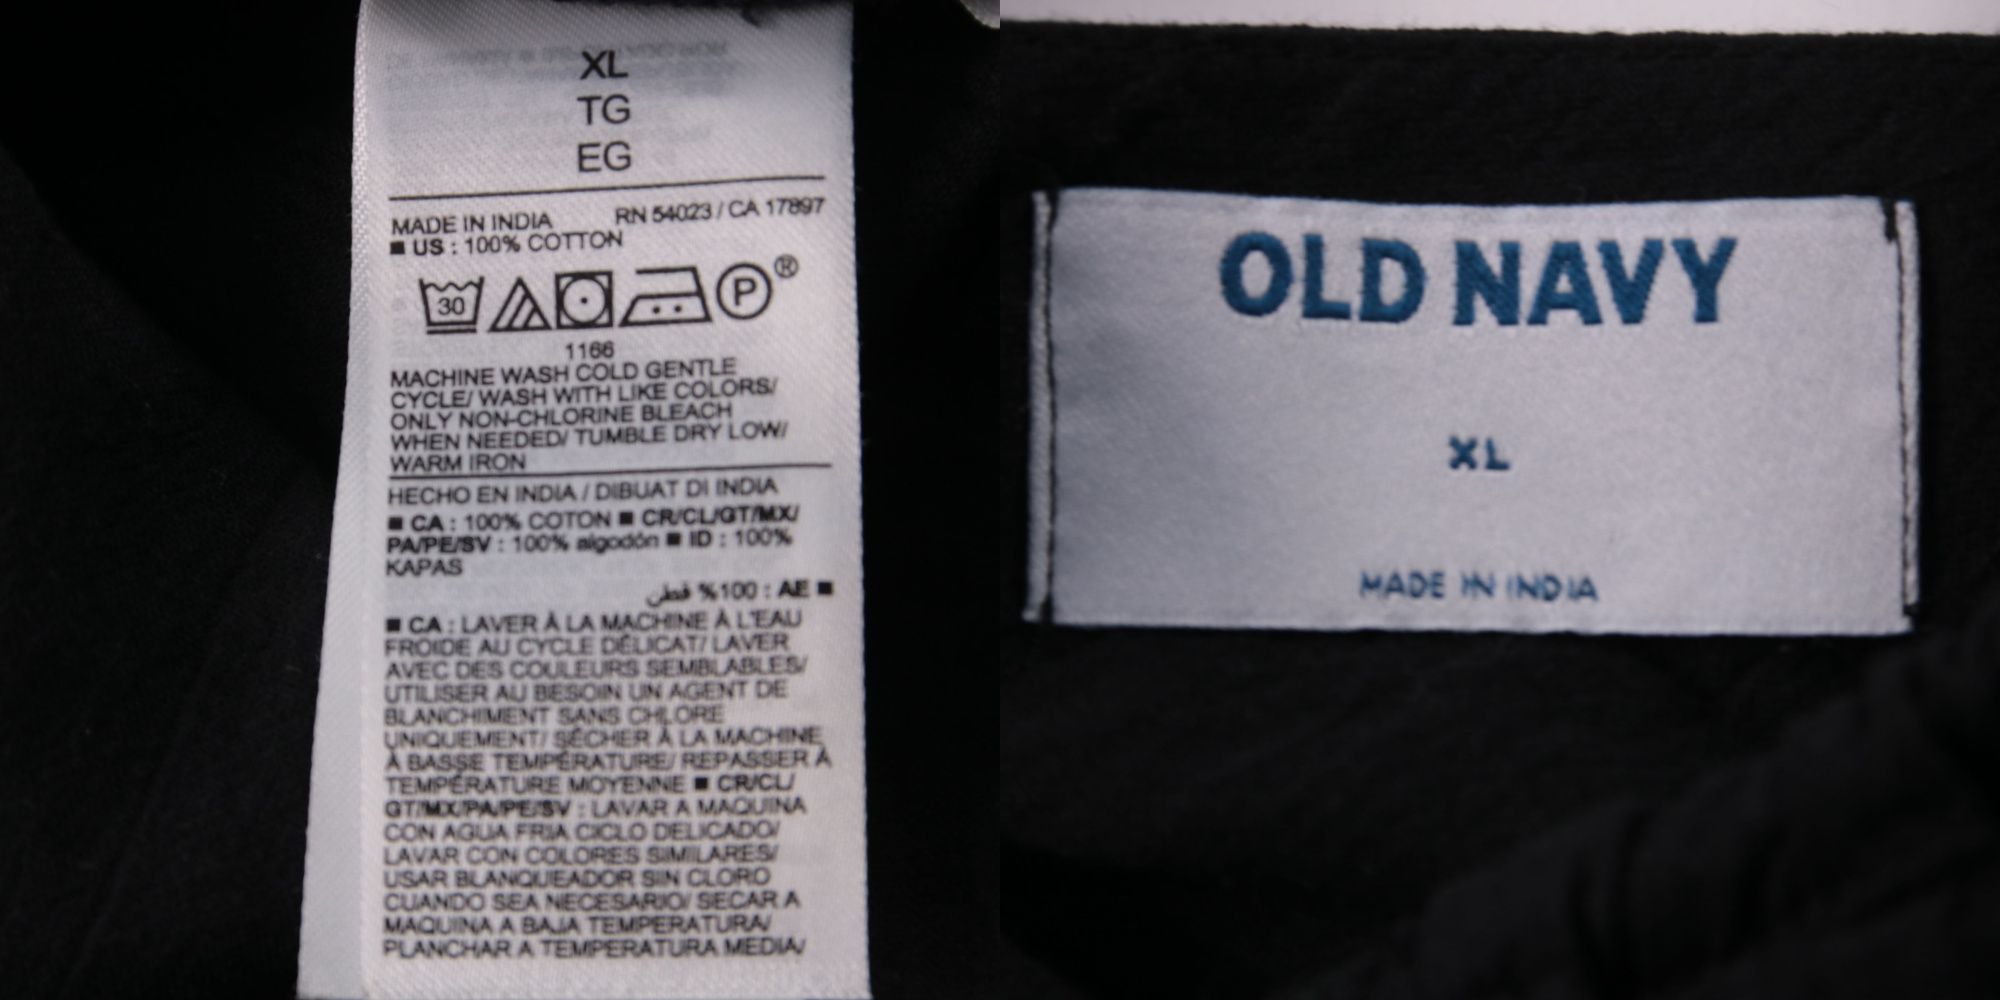 XL
TG
EG
MADE IN INDIA RN 54023 / CA 17897
■ US : 100% COTTON
30 P ®
1166
MACHINE WASH COLD GENTLE
CYCLE/ WASH WITH LIKE COLORS/
ONLY NON-CHLORINE BLEACH
WHEN NEEDED/ TUMBLE DRY LOW/
WARM IRON
HECHO EN INDIA / DIBUAT DI INDIA
■ CA : 100% COTON ■ CR/CL/GT/MX/
PA/PE/SV : 100% algodón ■ ID : 100%
KAPAS
■ AE : 100% قطن
■ CA : LAVER À LA MACHINE À L'EAU
FROIDE AU CYCLE DÉLICAT/ LAVER
AVEC DES COULEURS SEMBLABLES/
UTILISER AU BESOIN UN AGENT DE
BLANCHIMENT SANS CHLORE
UNIQUEMENT/ SÉCHER À LA MACHINE
À BASSE TEMPÉRATURE/ REPASSER À
TEMPÉRATURE MOYENNE ■ CR/CL/
GT/MX/PA/PE/SV : LAVAR A MAQUINA
CON AGUA FRIA CICLO DELICADO/
LAVAR CON COLORES SIMILARES/
USAR BLANQUEADOR SIN CLORO
CUANDO SEA NECESARIO/ SECAR A
MAQUINA A BAJA TEMPERATURA/
PLANCHAR A TEMPERATURA MEDIA/
OLD NAVY
XL
MADE IN INDIA